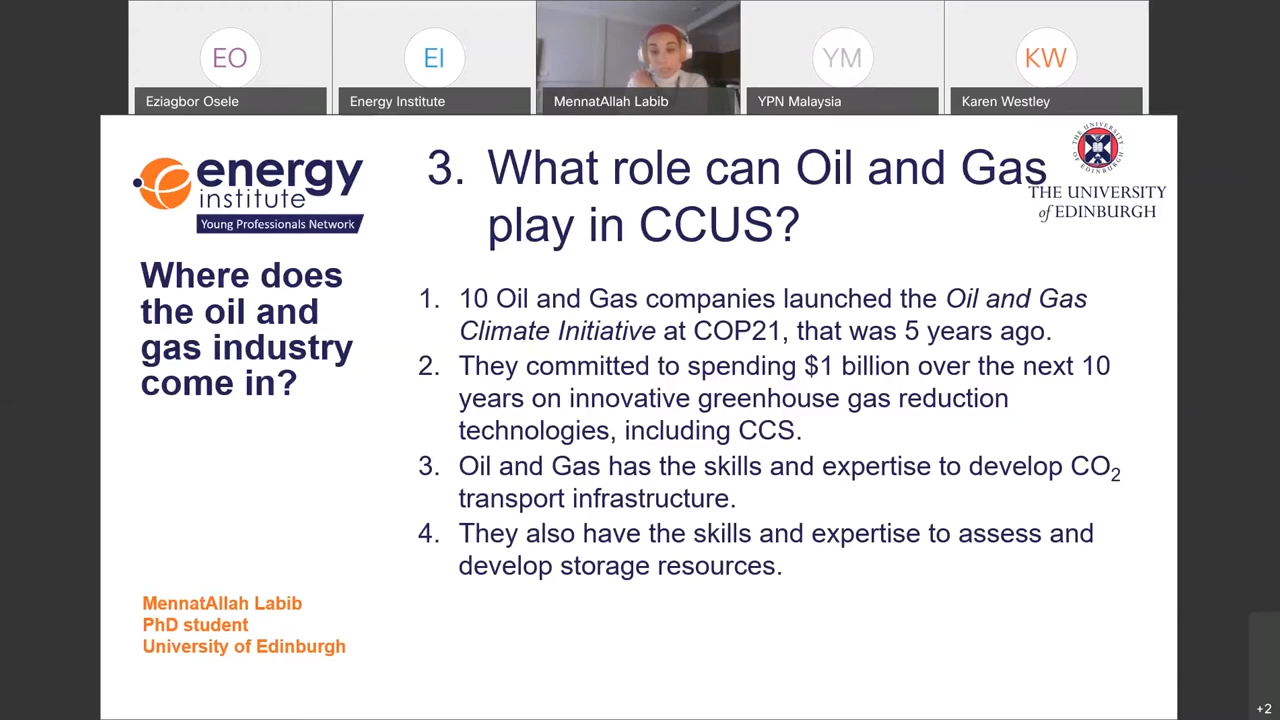 EO
EI
YM
KW
Eziagbor Osele
Energy Institute
MennatAllah Labib
YPN Malaysia
Karen Westley
energy
institute
Young Professionals Network
THE UNIVERSITY OF EDINBURGH
THE UNIVERSITY
of EDINBURGH
3. What role can Oil and Gas
play in CCUS?
Where does
the oil and
gas industry
come in?
1. 10 Oil and Gas companies launched the Oil and Gas
Climate Initiative at COP21, that was 5 years ago.
2. They committed to spending $1 billion over the next 10
years on innovative greenhouse gas reduction
technologies, including CCS.
3. Oil and Gas has the skills and expertise to develop CO₂
transport infrastructure.
4. They also have the skills and expertise to assess and
develop storage resources.
MennatAllah Labib
PhD student
University of Edinburgh
+2